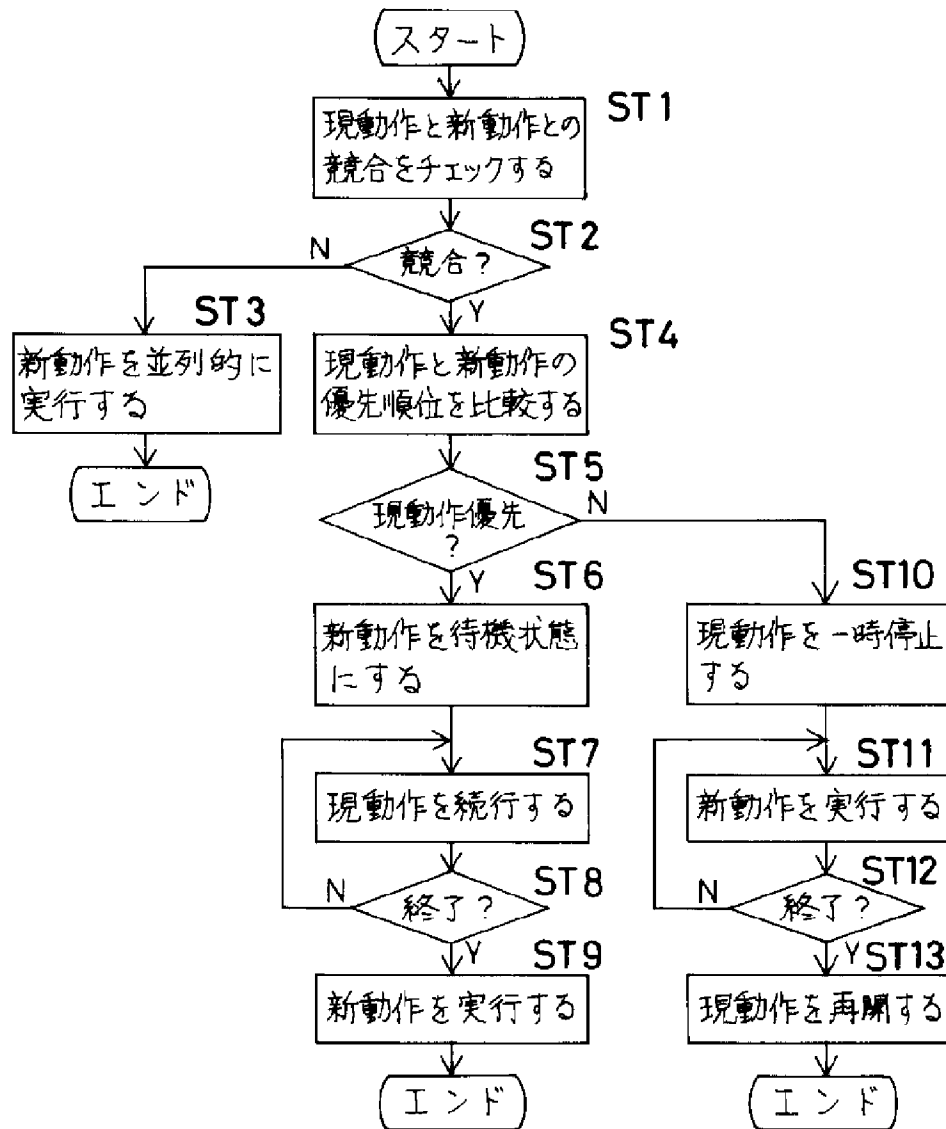 スタート
ST1
現動作と新動作との
競合をチェックする
ST2
競合?
N
Y
ST3
新動作を並列的に
実行する
エンド
ST4
現動作と新動作の
優先順位を比較する
ST5
現動作優先
?
N
Y
ST6
新動作を待機状態
にする
ST7
現動作を続行する
ST8
終了?
N
Y
ST9
新動作を実行する
エンド
ST10
現動作を一時停止
する
ST11
新動作を実行する
ST12
終了?
N
Y
ST13
現動作を再開する
エンド